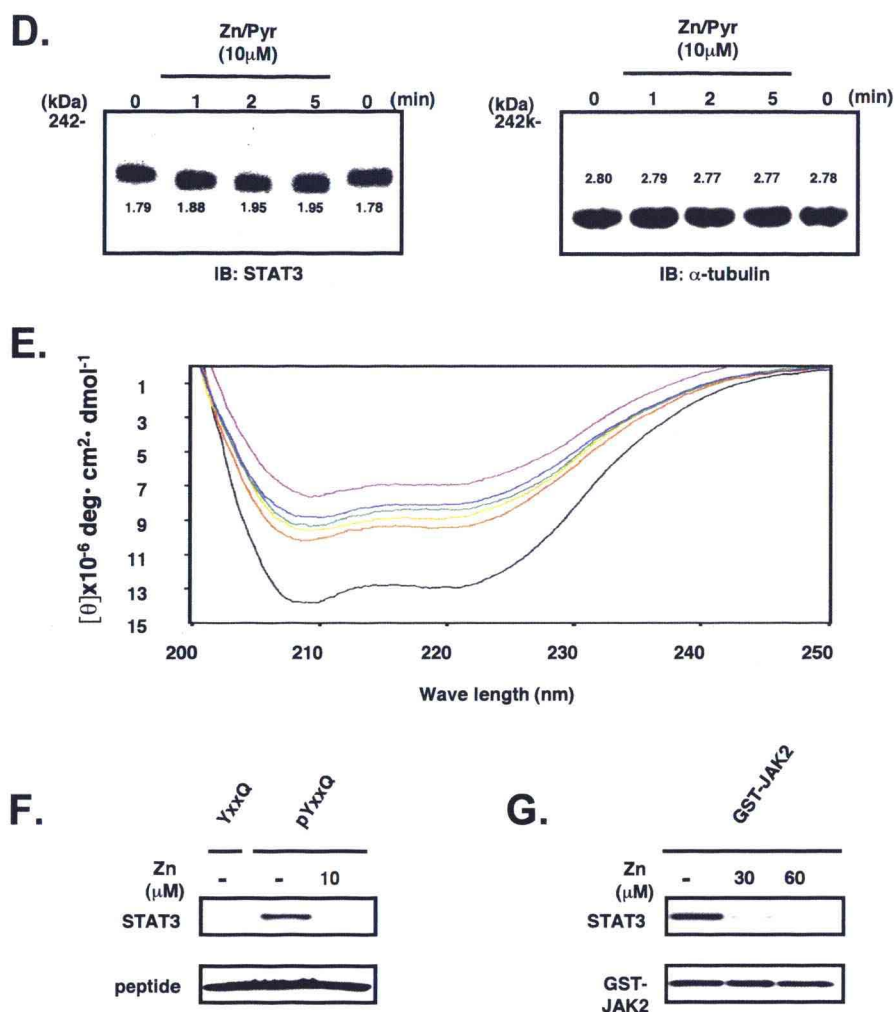 D.
Zn/Pyr
(10μM)
(kDa) 0 1 2 5 0 (min)
242-
1.79 1.88 1.95 1.95 1.78
IB: STAT3
Zn/Pyr
(10μM)
(kDa) 0 1 2 5 0 (min)
242k-
2.80 2.79 2.77 2.77 2.78
IB: α-tubulin
E.
[θ]x10⁻⁶ deg· cm²· dmol⁻¹
1
3
5
7
9
11
13
15
200 210 220 230 240 250
Wave length (nm)
F.
YxxQ pYxxQ
Zn - - 10
(μM)
STAT3
peptide
G.
GST-JAK2
Zn - 30 60
(μM)
STAT3
GST-
JAK2